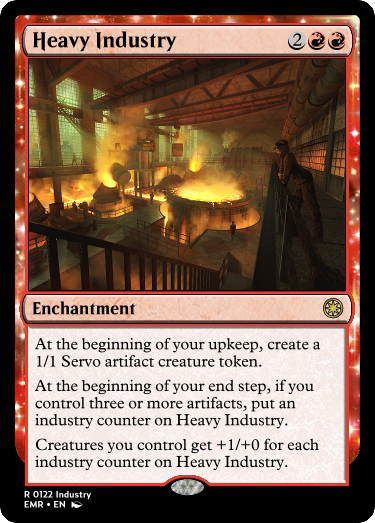 Heavy Industry 2
Enchantment
At the beginning of your upkeep, create a
1/1 Servo artifact creature token.
At the beginning of your end step, if you
control three or more artifacts, put an
industry counter on Heavy Industry.
Creatures you control get +1/+0 for each
industry counter on Heavy Industry.
R 0122 Industry
EMR • EN